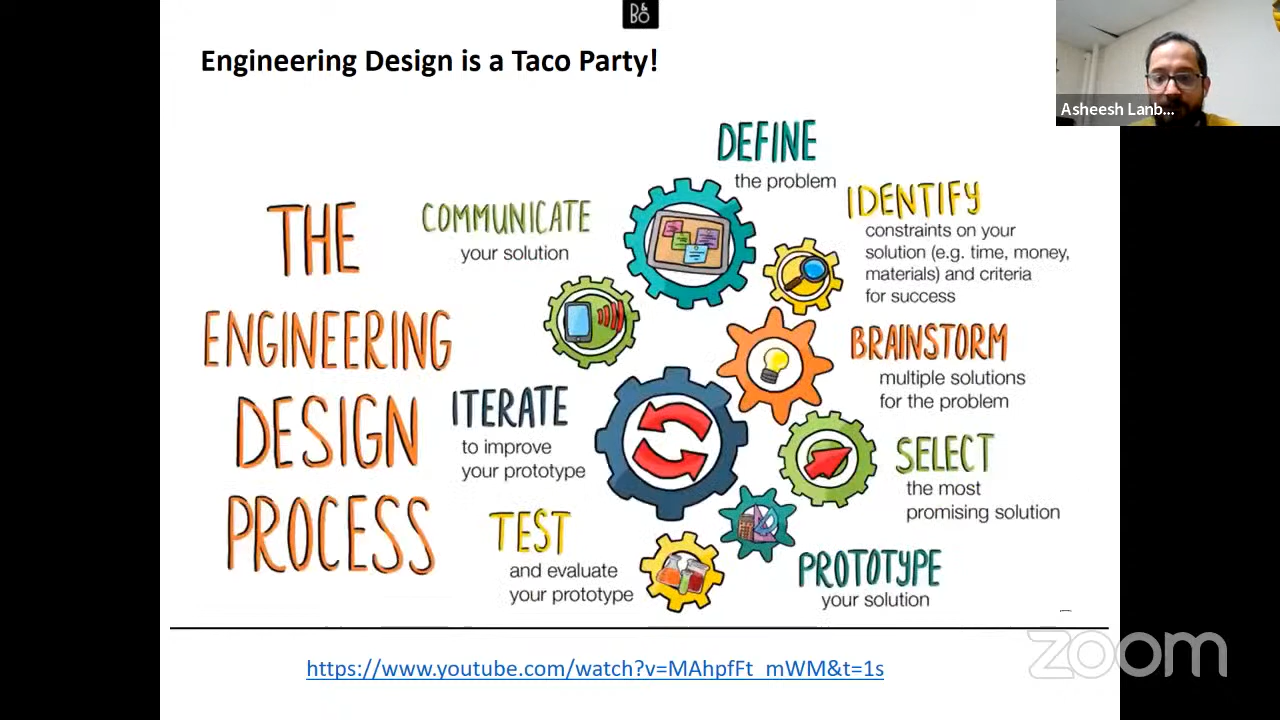 B&O
Engineering Design is a Taco Party!
Asheesh Lanb...
THE
ENGINEERING
DESIGN
PROCESS
DEFINE
the problem
IDENTIFY
constraints on your
solution (e.g. time, money,
materials) and criteria
for success
BRAINSTORM
multiple solutions
for the problem
SELECT
the most
promising solution
PROTOTYPE
your solution
TEST
and evaluate
your prototype
ITERATE
to improve
your prototype
COMMUNICATE
your solution
https://www.youtube.com/watch?v=MAhpfFt_mWM&t=1s
zoom